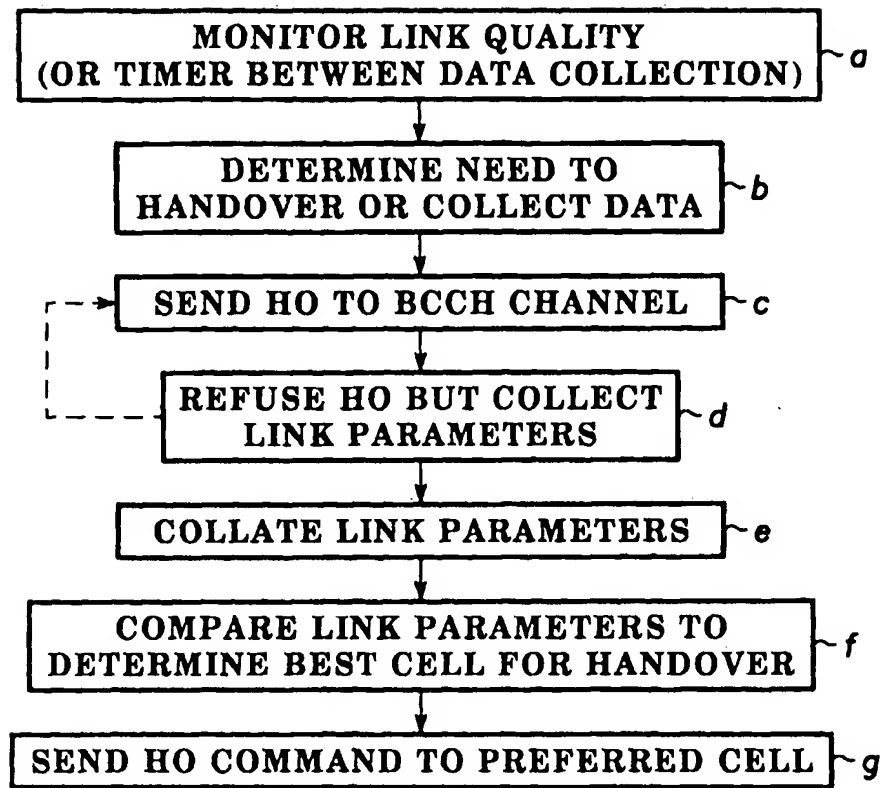 MONITOR LINK QUALITY
(OR TIMER BETWEEN DATA COLLECTION)
a
DETERMINE NEED TO
HANDOVER OR COLLECT DATA
b
SEND HO TO BCCH CHANNEL
c
REFUSE HO BUT COLLECT
LINK PARAMETERS
d
COLLATE LINK PARAMETERS
e
COMPARE LINK PARAMETERS TO
DETERMINE BEST CELL FOR HANDOVER
f
SEND HO COMMAND TO PREFERRED CELL
g